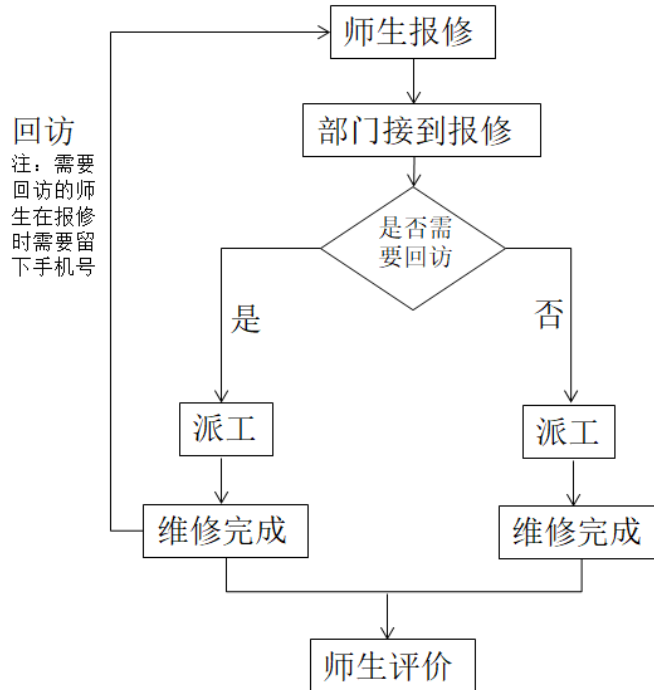 师生报修
部门接到报修
回访
注：需要
回访的师
生在报修
时需要留
下手机号
是否需
要回访
是
否
派工
派工
维修完成
维修完成
师生评价